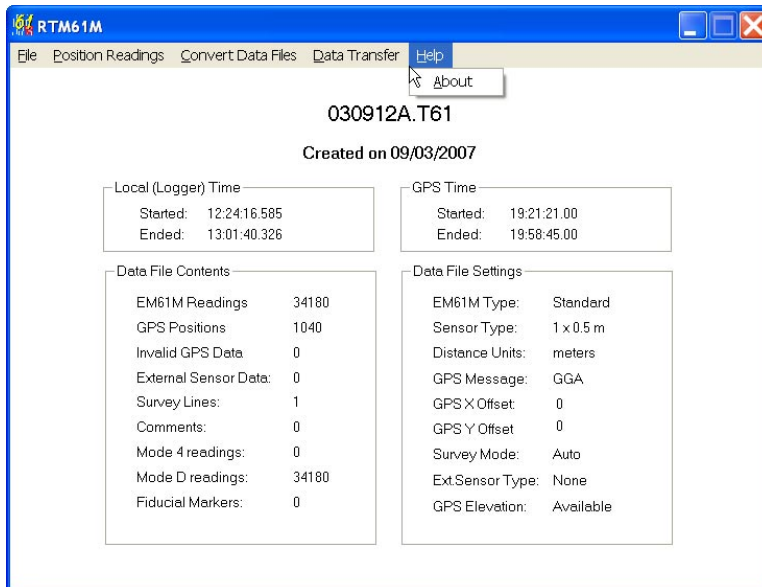 RTM61M
File Position Readings Convert Data Files Data Transfer Help
About
030912A.T61
Created on 09/03/2007
Local (Logger) Time
Started: 12:24:16.585
Ended: 13:01:40.326
GPS Time
Started: 19:21:21.00
Ended: 19:58:45.00
Data File Contents
EM61M Readings 34180
GPS Positions 1040
Invalid GPS Data 0
External Sensor Data: 0
Survey Lines: 1
Comments: 0
Mode 4 readings: 0
Mode D readings: 34180
Fiducial Markers: 0
Data File Settings
EM61M Type: Standard
Sensor Type: 1 x 0.5 m
Distance Units: meters
GPS Message: GGA
GPS X Offset: 0
GPS Y Offset 0
Survey Mode: Auto
Ext.Sensor Type: None
GPS Elevation: Available